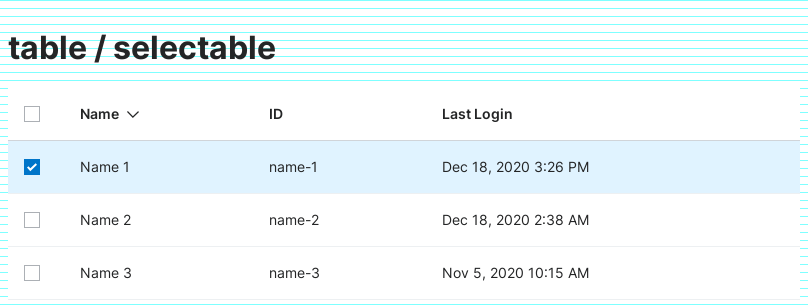 table / selectable
Name ID Last Login
Name 1 name-1 Dec 18, 2020 3:26 PM
Name 2 name-2 Dec 18, 2020 2:38 AM
Name 3 name-3 Nov 5, 2020 10:15 AM